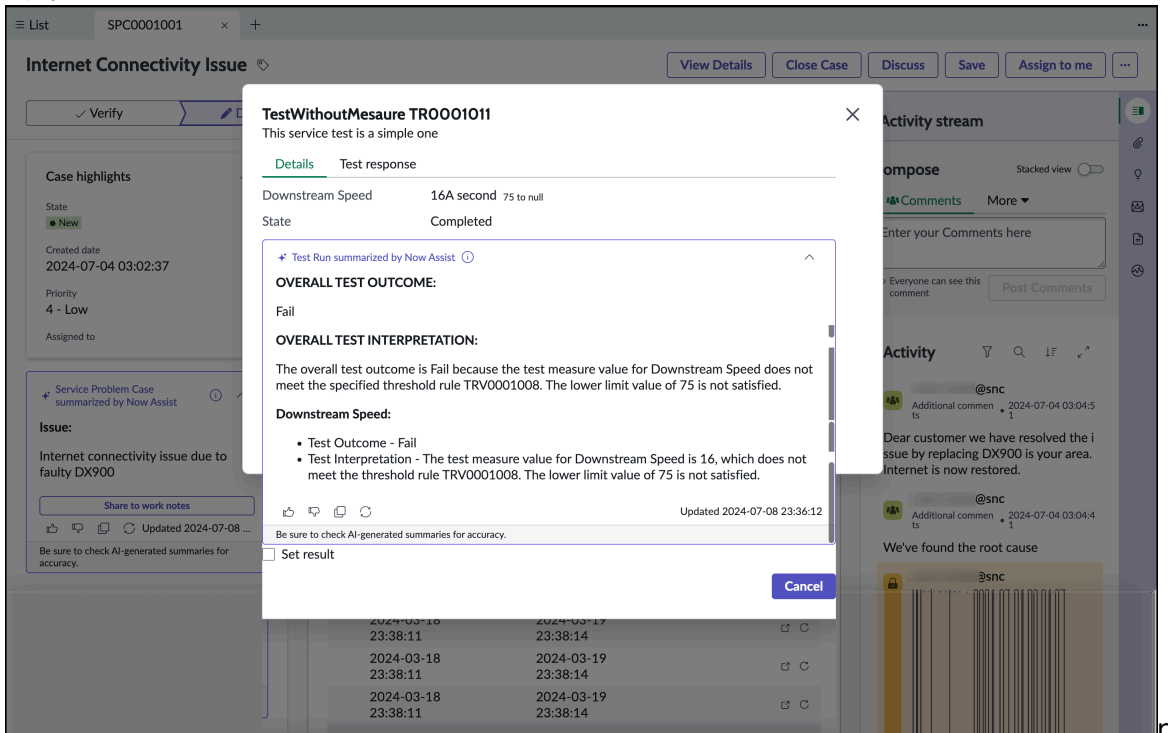 List
SPC0001001
Internet Connectivity Issue
View Details
Close Case
Discuss
Save
Assign to me
Verify
D
Case highlights
State
New
Created date
2024-07-04 03:02:37
Priority
4 - Low
Assigned to
Service Problem Case
summarized by Now Assist
Issue:
Internet connectivity issue due to
faulty DX900
Share to work notes
Updated 2024-07-08 ...
Be sure to check AI-generated summaries for
accuracy.
TestWithoutMesaure TR0001011
This service test is a simple one
Details
Test response
Downstream Speed 16A second 75 to null
State Completed
Test Run summarized by Now Assist
OVERALL TEST OUTCOME:
Fail
OVERALL TEST INTERPRETATION:
The overall test outcome is Fail because the test measure value for Downstream Speed does not
meet the specified threshold rule TRV0001008. The lower limit value of 75 is not satisfied.
Downstream Speed:
• Test Outcome - Fail
• Test Interpretation - The test measure value for Downstream Speed is 16, which does not
meet the threshold rule TRV0001008. The lower limit value of 75 is not satisfied.
Updated 2024-07-08 23:36:12
Be sure to check AI-generated summaries for accuracy.
Set result
Cancel
2024-03-18 2024-03-19
23:38:11 23:38:14
2024-03-18 2024-03-19
23:38:11 23:38:14
2024-03-18 2024-03-19
23:38:11 23:38:14
Activity stream
ompose
Stacked view
Comments
More
Enter your Comments here
Everyone can see this
comment
Post Comments
Activity
@snc
Additional commen • 2024-07-04 03:04:5
ts 1
Dear customer we have resolved the i
ssue by replacing DX900 is your area.
Internet is now restored.
@snc
Additional commen • 2024-07-04 03:04:4
ts 1
We've found the root cause
@snc